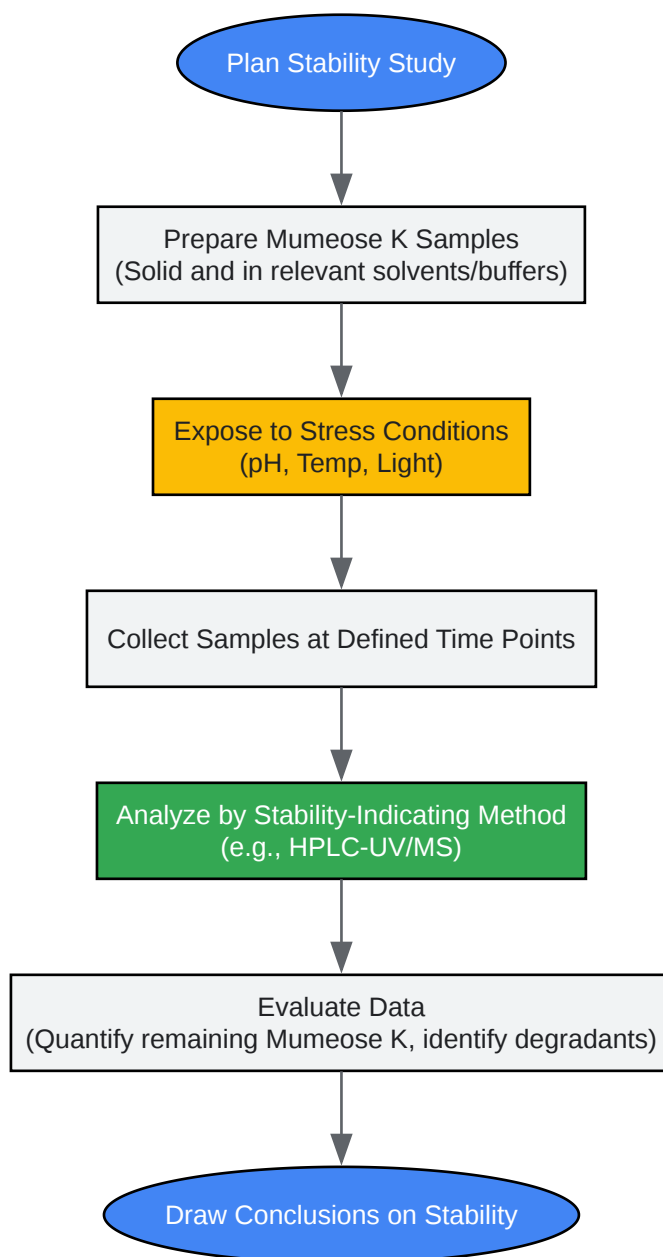 Plan Stability Study
Prepare Mumeose K Samples
(Solid and in relevant solvents/buffers)
Expose to Stress Conditions
(pH, Temp, Light)
Collect Samples at Defined Time Points
Analyze by Stability-Indicating Method
(e.g., HPLC-UV/MS)
Evaluate Data
(Quantify remaining Mumeose K, identify degradants)
Draw Conclusions on Stability